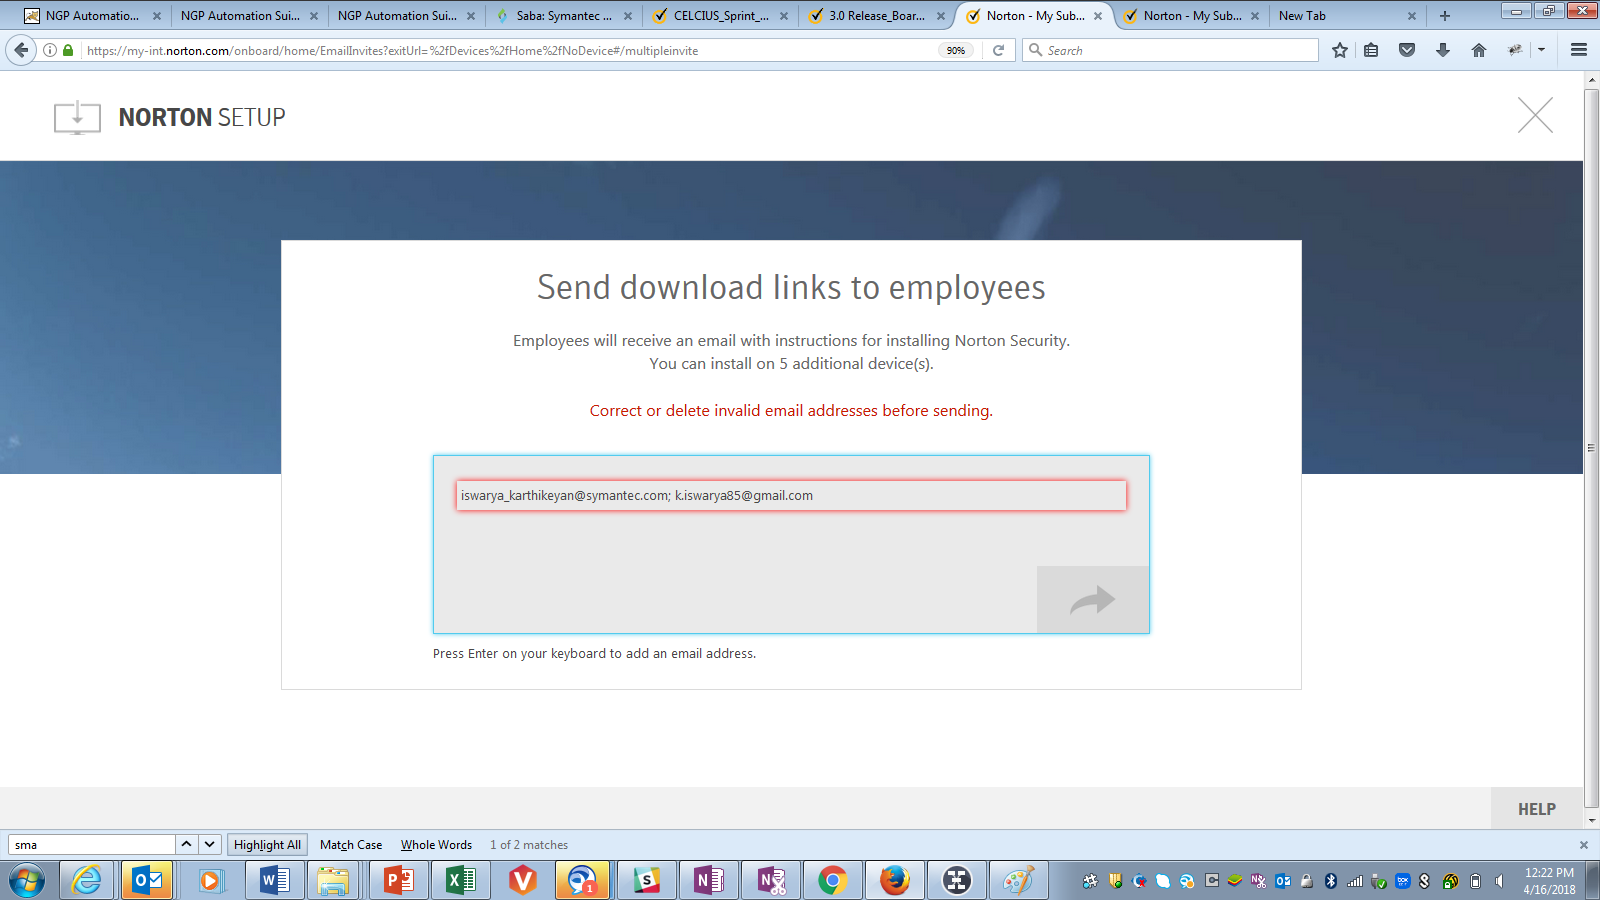 NGP Automatio...
NGP Automation Sui...
NGP Automation Sui...
Saba: Symantec ...
CELCIUS_Sprint_...
3.0 Release_Boar...
Norton - My Sub...
Norton - My Sub...
New Tab
https://my-int.norton.com/onboard/home/EmailInvites?exitUrl=%2fDevices%2fHome%2fNoDevice#/multipleinvite
90%
Search
NORTON SETUP
Send download links to employees
Employees will receive an email with instructions for installing Norton Security.
You can install on 5 additional device(s).
Correct or delete invalid email addresses before sending.
iswarya_karthikeyan@symantec.com; k.iswarya85@gmail.com
Press Enter on your keyboard to add an email address.
HELP
sma
Highlight All
Match Case
Whole Words
1 of 2 matches
1
12:22 PM
4/16/2018